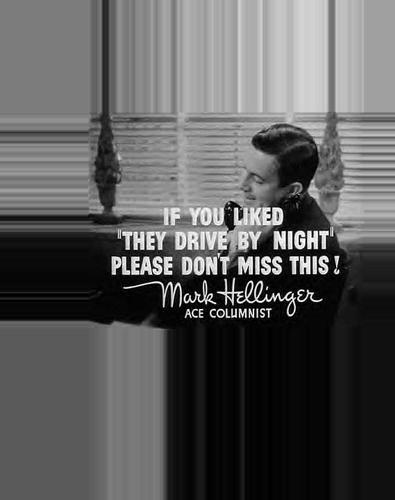 IF YOU LIKED
"THEY DRIVE BY NIGHT"
PLEASE DON'T MISS THIS!
Mark Hellinger
ACE COLUMNIST